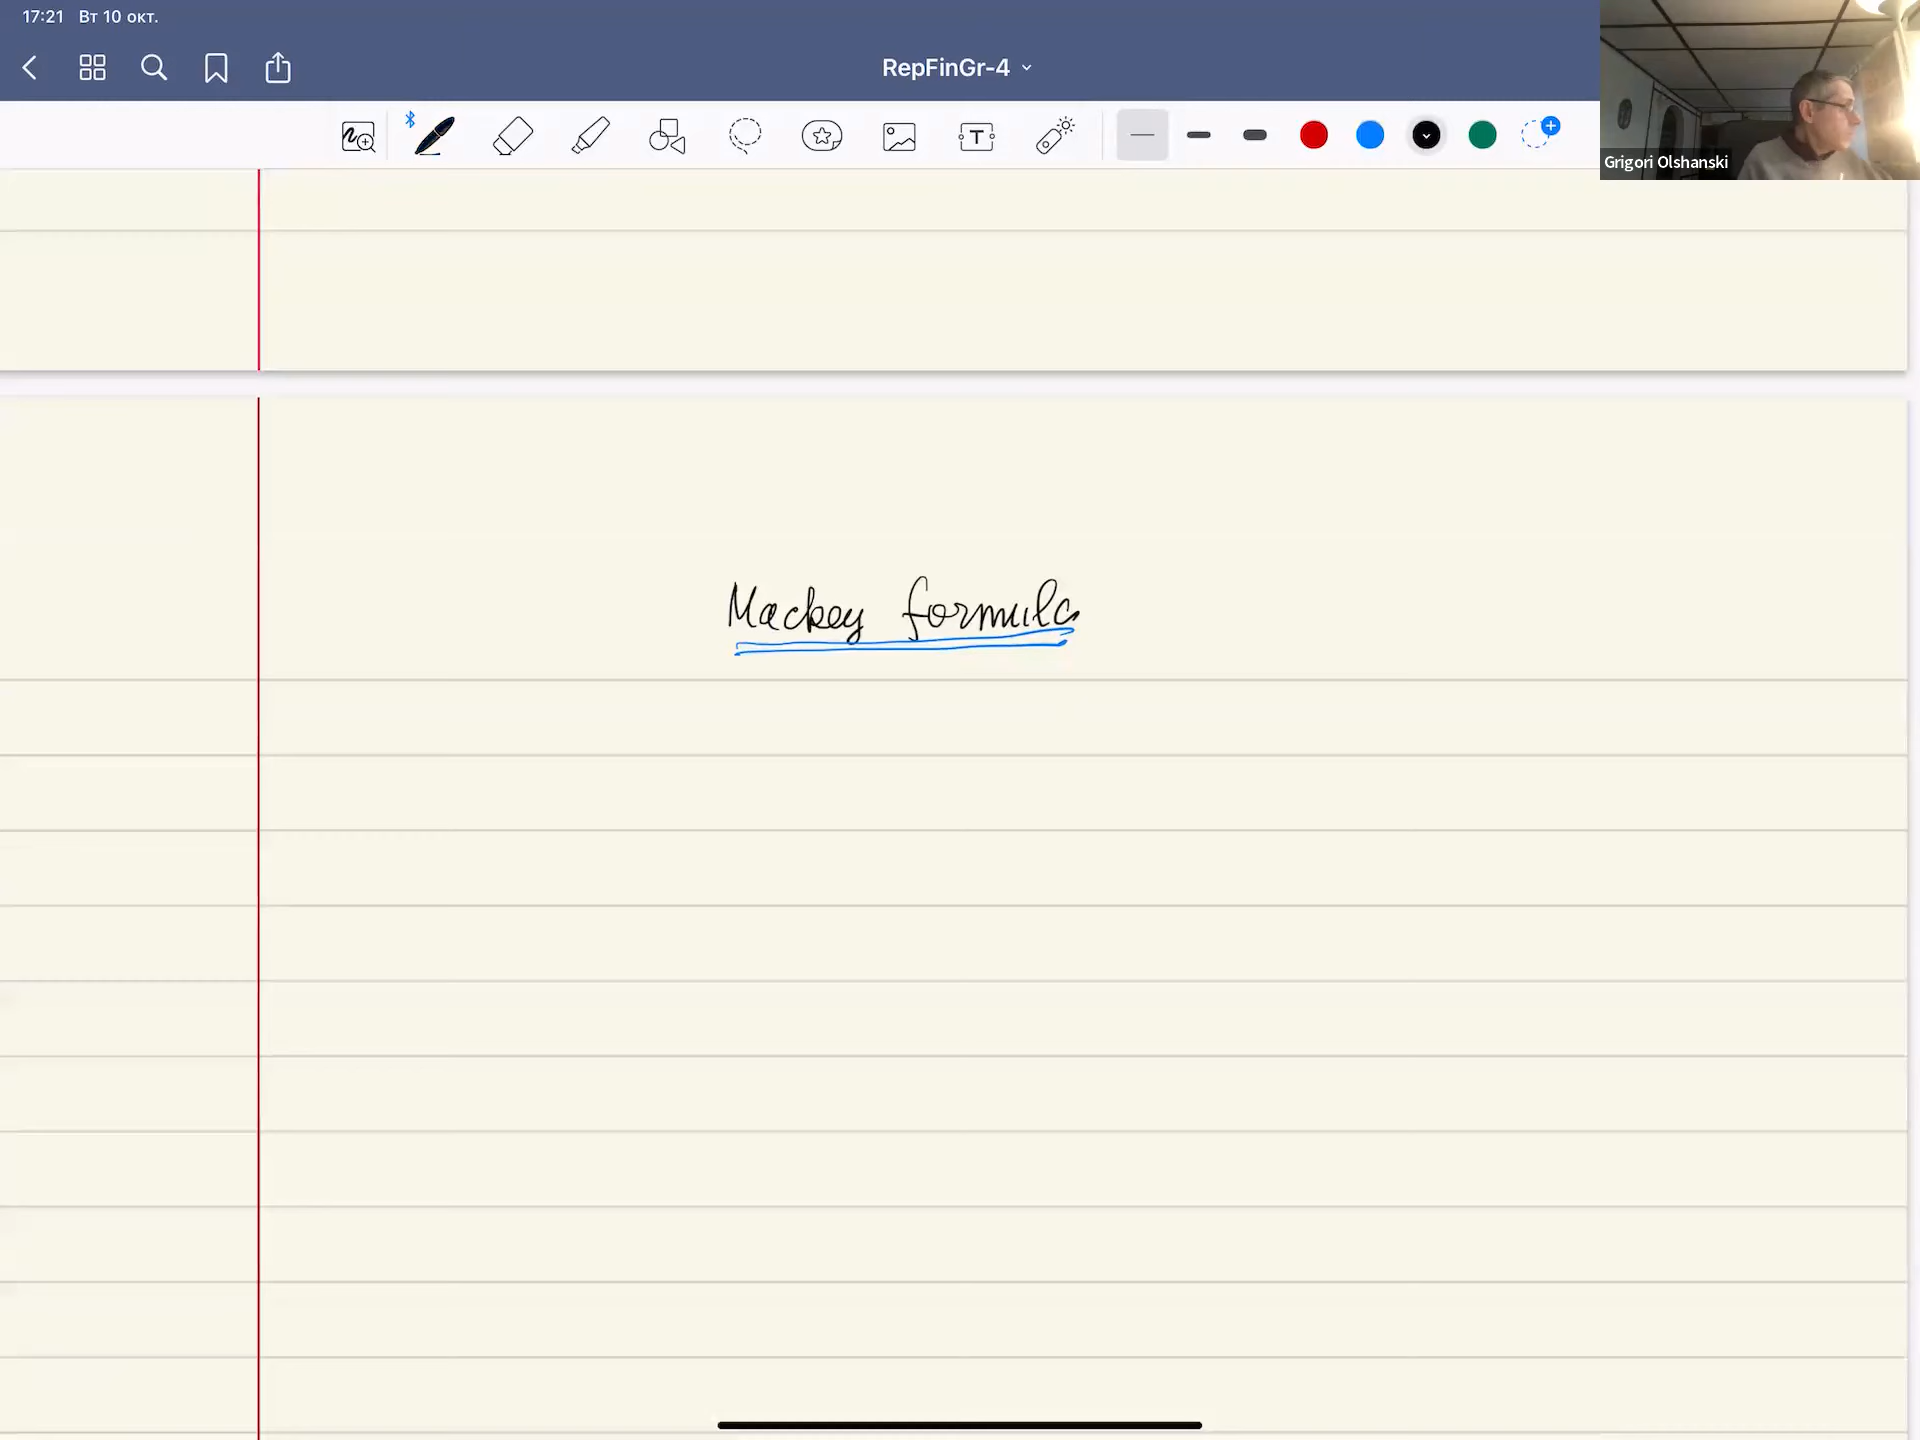 17:21 Вт 10 окт.
RepFinGr-4
T
Grigori Olshanski
Mackey formula